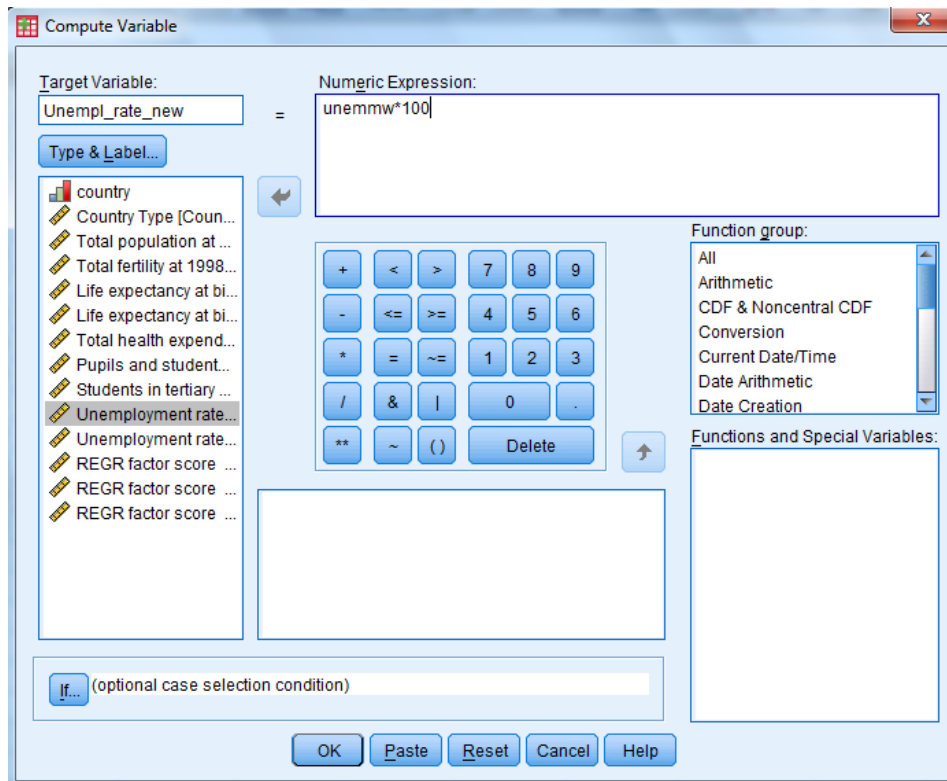 Compute Variable
Target Variable:
Unempl_rate_new
=
Numeric Expression:
unemmw*100
Type & Label...
country
Country Type [Coun...
Total population at ...
Total fertility at 1998...
Life expectancy at bi...
Life expectancy at bi...
Total health expend...
Pupils and student...
Students in tertiary ...
Unemployment rate...
Unemployment rate...
REGR factor score ...
REGR factor score ...
REGR factor score ...
+ < > 7 8 9
- <= >= 4 5 6
* = ~= 1 2 3
/ & | 0 .
** ~ ( ) Delete
Function group:
All
Arithmetic
CDF & Noncentral CDF
Conversion
Current Date/Time
Date Arithmetic
Date Creation
Functions and Special Variables:
If... (optional case selection condition)
OK Paste Reset Cancel Help